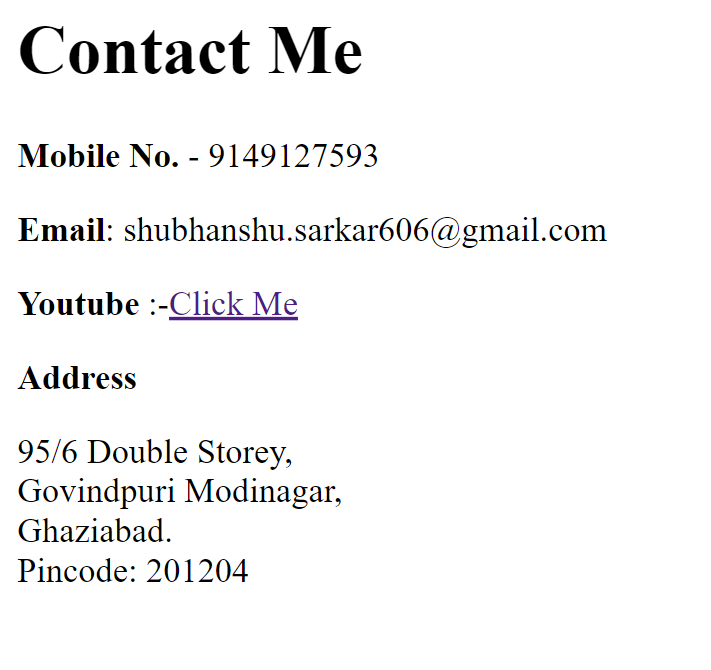 Contact Me
Mobile No. - 9149127593
Email: shubhanshu.sarkar606@gmail.com
Youtube :-Click Me
Address
95/6 Double Storey,
Govindpuri Modinagar,
Ghaziabad.
Pincode: 201204